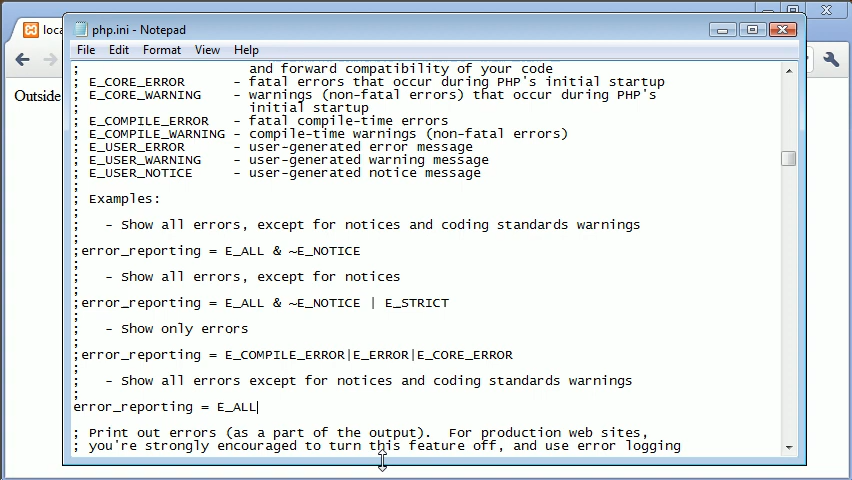 php.ini - Notepad
loca
File Edit Format View Help
Outside
; and forward compatibility of your code
; E_CORE_ERROR - fatal errors that occur during PHP's initial startup
; E_CORE_WARNING - warnings (non-fatal errors) that occur during PHP's
; initial startup
; E_COMPILE_ERROR - fatal compile-time errors
; E_COMPILE_WARNING - compile-time warnings (non-fatal errors)
; E_USER_ERROR - user-generated error message
; E_USER_WARNING - user-generated warning message
; E_USER_NOTICE - user-generated notice message
;
; Examples:
;
; - Show all errors, except for notices and coding standards warnings
;
;error_reporting = E_ALL & ~E_NOTICE
;
; - Show all errors, except for notices
;
;error_reporting = E_ALL & ~E_NOTICE | E_STRICT
;
; - Show only errors
;
;error_reporting = E_COMPILE_ERROR|E_ERROR|E_CORE_ERROR
;
; - Show all errors except for notices and coding standards warnings
;
error_reporting = E_ALL
; Print out errors (as a part of the output). For production web sites,
; you're strongly encouraged to turn this feature off, and use error logging